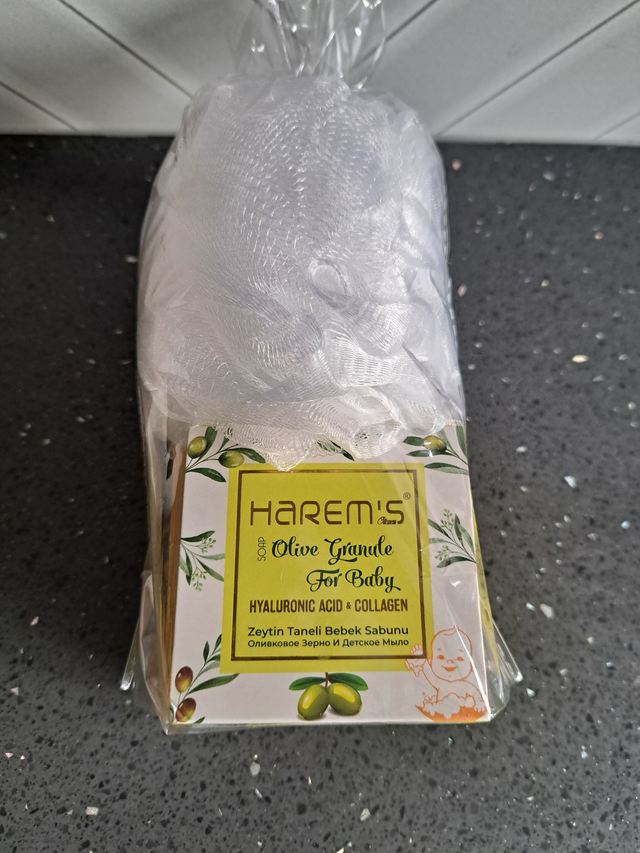 HAREM'S®
SOAP
Olive Granule
For Baby
HYALURONIC ACID & COLLAGEN
Zeytin Taneli Bebek Sabunu
Оливковое Зерно И Детское Мыло